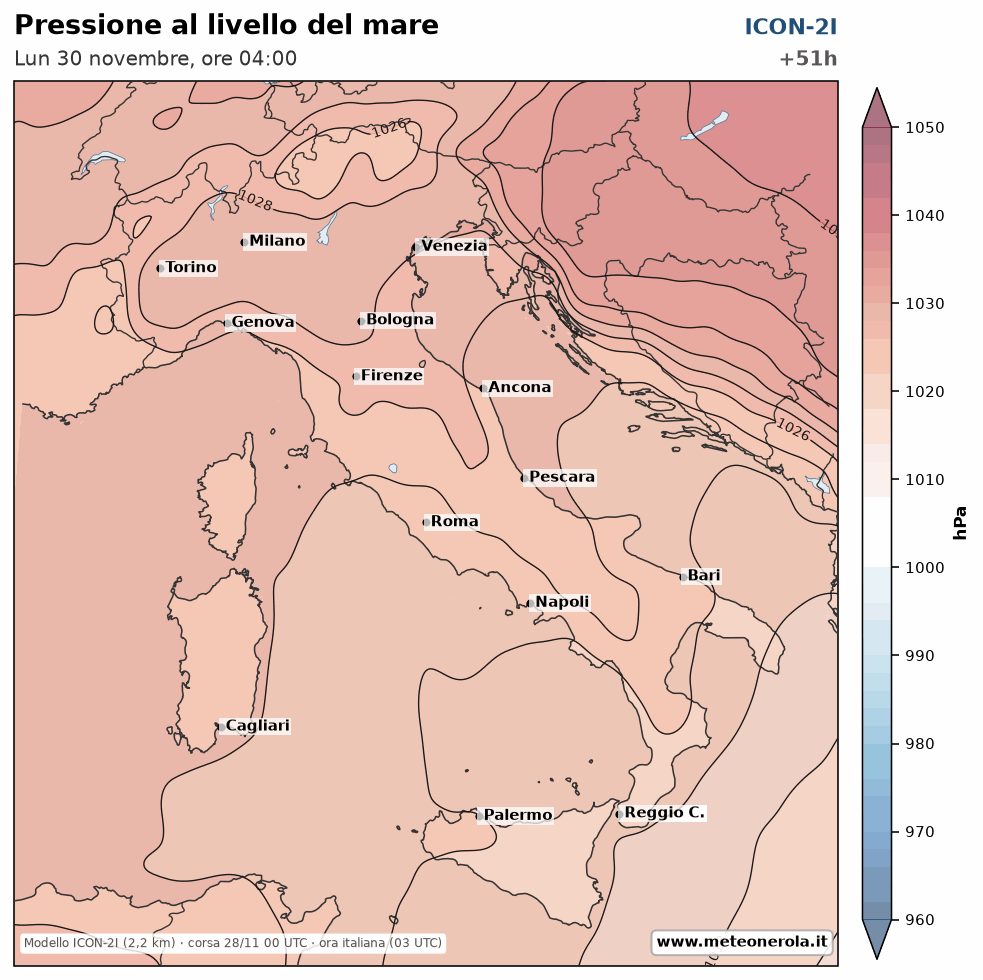 Pressione al livello del mare
ICON-2I
Lun 30 novembre, ore 04:00
+51h
1026
1028
Milano
Venezia
Torino
Genova
Bologna
Firenze
Ancona
1026
Pescara
Roma
Bari
Napoli
Cagliari
Palermo
Reggio C.
1050
1040
1030
1020
1010
1000
990
980
970
960
hPa
Modello ICON-2I (2,2 km) · corsa 28/11 00 UTC · ora italiana (03 UTC)
www.meteonerola.it